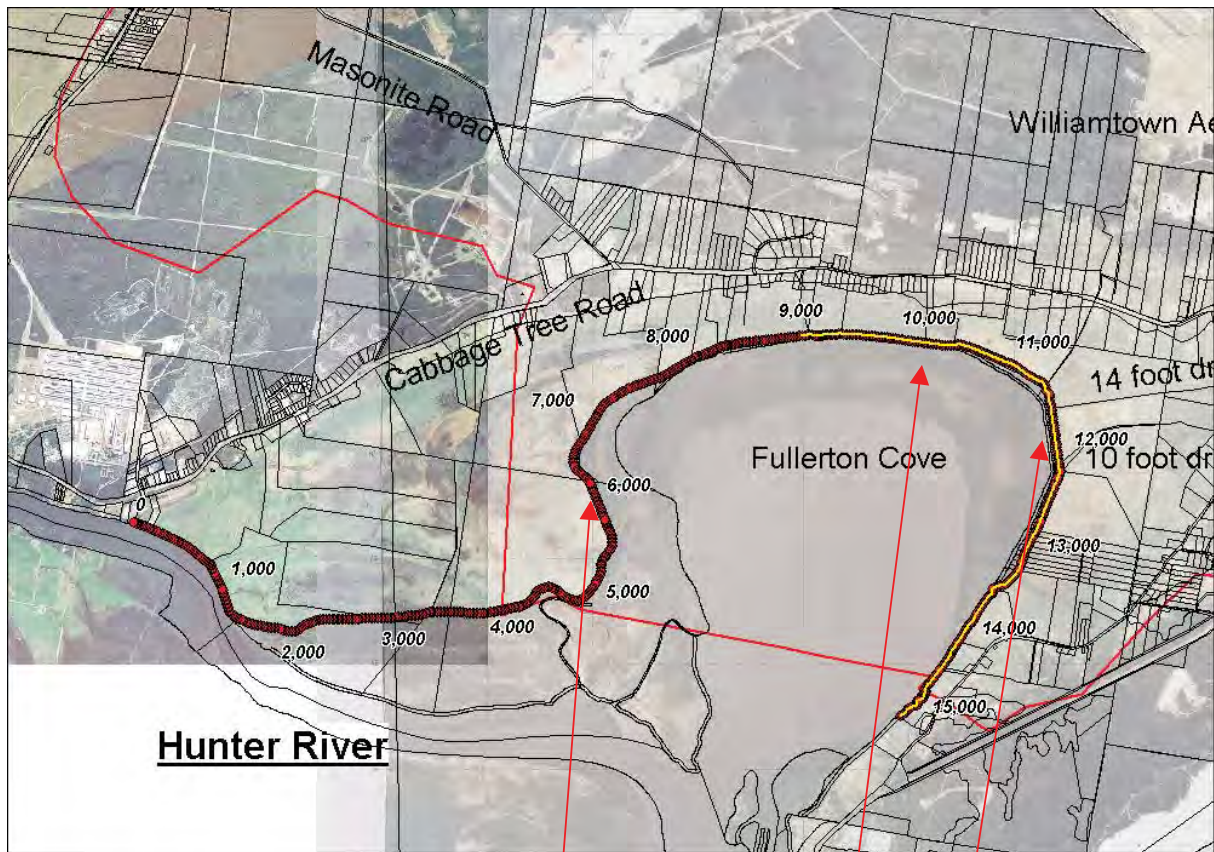 Masonite Road
Williamtown Ae
Cabbage Tree Road
8,000
9,000
10,000
11,000
14 foot dr
7,000
12,000
Fullerton Cove
10 foot dr
6,000
0
13,000
1,000
5,000
4,000
3,000
2,000
14,000
15,000
Hunter River